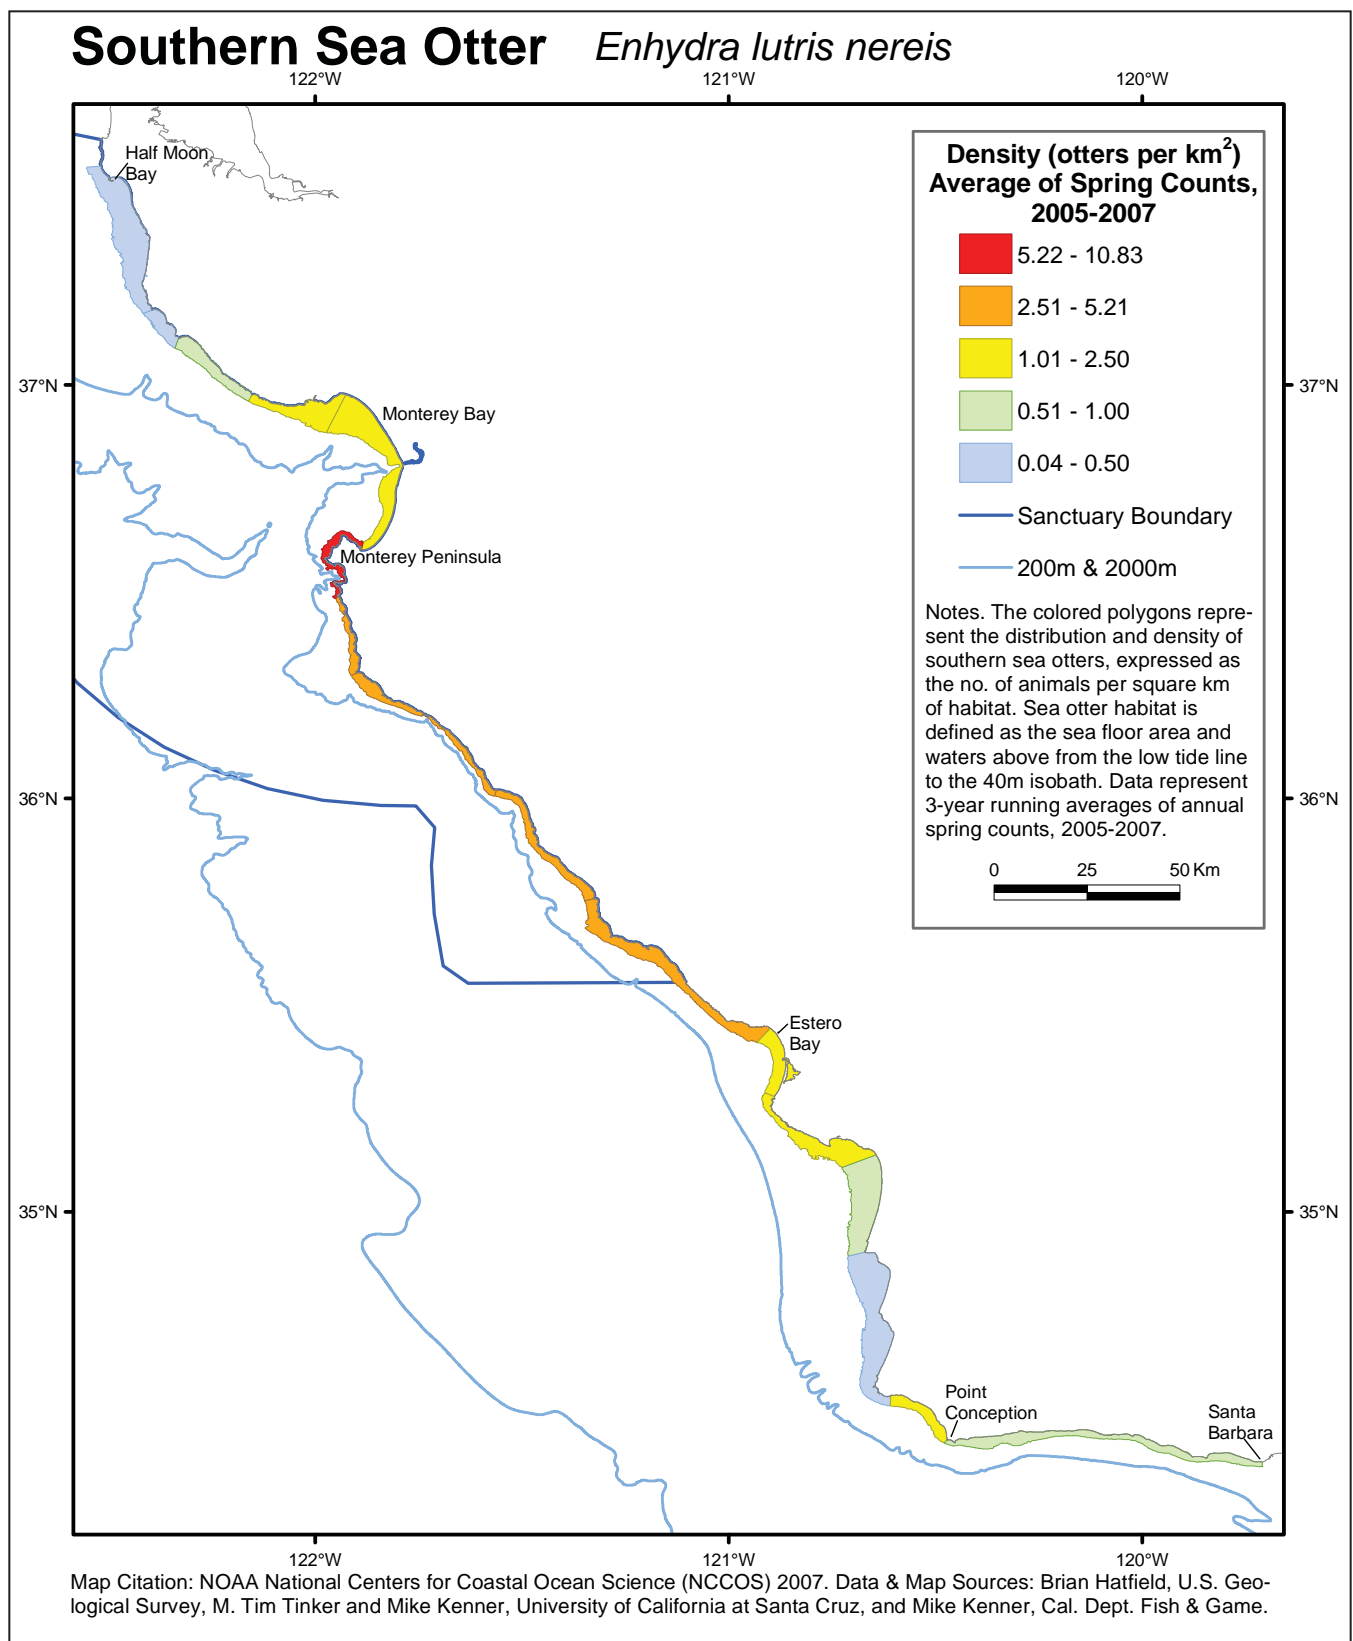 Southern Sea Otter Enhydra lutris nereis
122°W 121°W 120°W
Half Moon
Bay
Density (otters per km2)
Average of Spring Counts,
2005-2007
5.22 - 10.83
2.51 - 5.21
1.01 - 2.50
0.51 - 1.00
0.04 - 0.50
Sanctuary Boundary
200m & 2000m
Notes. The colored polygons repre-
sent the distribution and density of
southern sea otters, expressed as
the no. of animals per square km
of habitat. Sea otter habitat is
defined as the sea floor area and
waters above from the low tide line
to the 40m isobath. Data represent
3-year running averages of annual
spring counts, 2005-2007.
0 25 50 Km
37°N 37°N
Monterey Bay
Monterey Peninsula
36°N 36°N
Estero
Bay
35°N 35°N
Point
Conception
Santa
Barbara
122°W 121°W 120°W
Map Citation: NOAA National Centers for Coastal Ocean Science (NCCOS) 2007. Data & Map Sources: Brian Hatfield, U.S. Geo-
logical Survey, M. Tim Tinker and Mike Kenner, University of California at Santa Cruz, and Mike Kenner, Cal. Dept. Fish & Game.